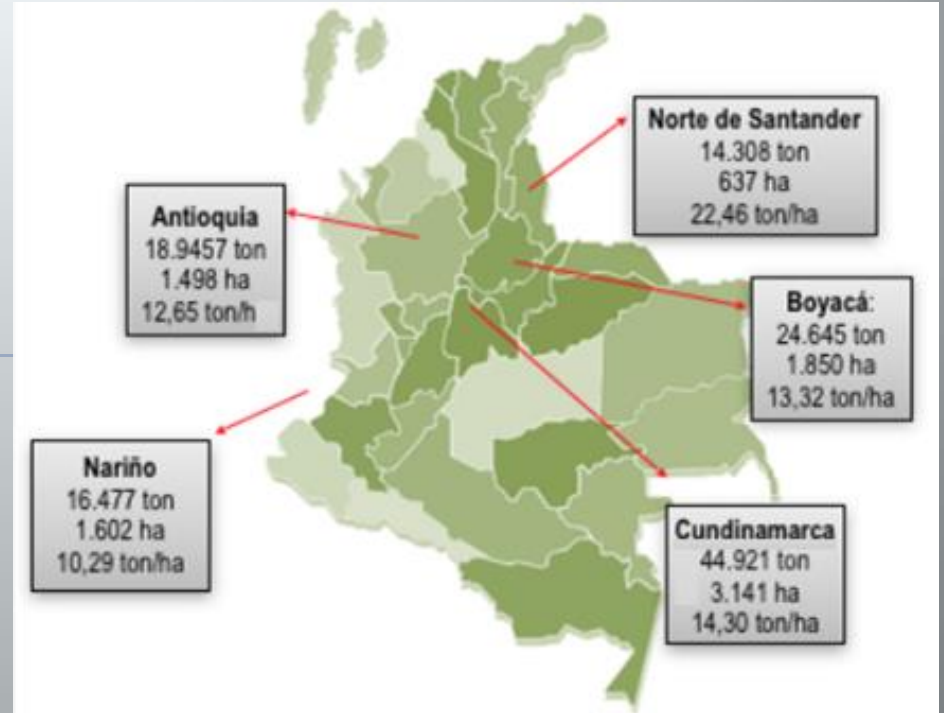 Norte de Santander
14.308 ton
637 ha
22,46 ton/ha
Antioquia
18.9457 ton
1.498 ha
12,65 ton/h
Boyacá:
24.645 ton
1.850 ha
13,32 ton/ha
Nariño
16.477 ton
1.602 ha
10,29 ton/ha
Cundinamarca
44.921 ton
3.141 ha
14,30 ton/ha